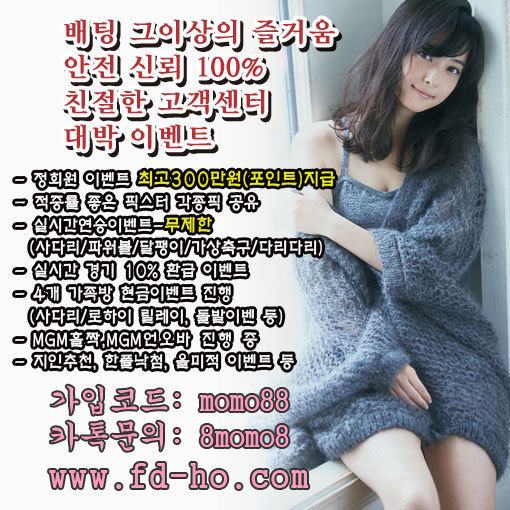 배팅 그이상의 즐거움
안전 신뢰 100%
친절한 고객센터
대박 이벤트
- 정회원 이벤트 최고300만원(포인트)지급
- 적중률 좋은 픽스터 각종픽 공유
- 실시간연승이벤트-무제한
(사다리/파워볼/달팽이/가상축구/다리다리)
- 실시간 경기 10% 환급 이벤트
- 4개 가족방 현금이벤트 진행
(사다리/로하이 릴레이, 돌발이벤 등)
- MGM홀짝,MGM언오바 진행 중
- 지인추천, 한폴낙첨, 올미적 이벤트 등
가입코드: momo88
카톡문의: 8momo8
www.fd-ho.com